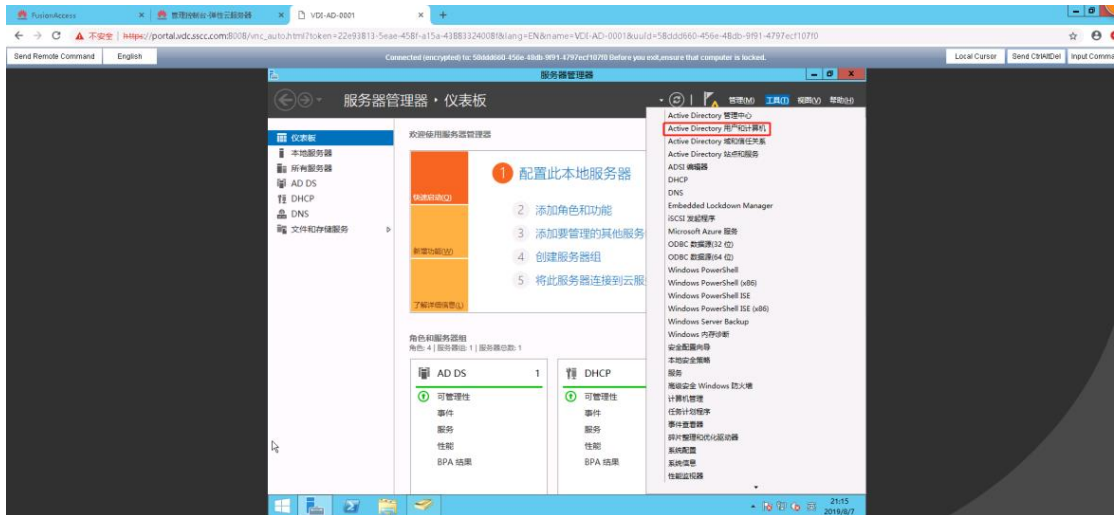 FusionAccess
管理控制台-弹性云服务器
VDI-AD-0001
不安全
https://portal.vdc.sscc.com:8008/vnc_auto.html?token=22e93813-5eae-458f-a15a-43883324008f&lang=EN&name=VDI-AD-0001&uuId=58ddd660-456e-48db-9f91-4797ecf107f0
Send Remote Command
English
Connected (encrypted) to: 58ddd660-456e-48db-9f91-4797ecf107f0 Before you exit,ensure that computer is locked.
Local Cursor
Send CtrlAltDel
Input Comma
服务器管理器
服务器管理器 · 仪表板
管理(M)
工具(T)
视图(V)
帮助(H)
仪表板
本地服务器
所有服务器
AD DS
DHCP
DNS
文件和存储服务
欢迎使用服务器管理器
快速启动(Q)
新增功能(W)
了解详细信息(L)
1 配置此本地服务器
2 添加角色和功能
3 添加要管理的其他服务
4 创建服务器组
5 将此服务器连接到云服
角色和服务器组
角色: 4 | 服务器组: 1 | 服务器总数: 1
AD DS 1
可管理性
事件
服务
性能
BPA 结果
DHCP
可管理性
事件
服务
性能
BPA 结果
Active Directory 管理中心
Active Directory 用户和计算机
Active Directory 域和信任关系
Active Directory 站点和服务
ADSI 编辑器
DHCP
DNS
Embedded Lockdown Manager
iSCSI 发起程序
Microsoft Azure 服务
ODBC 数据源(32 位)
ODBC 数据源(64 位)
Windows PowerShell
Windows PowerShell (x86)
Windows PowerShell ISE
Windows PowerShell ISE (x86)
Windows Server Backup
Windows 内存诊断
安全配置向导
本地安全策略
服务
高级安全 Windows 防火墙
计算机管理
任务计划程序
事件查看器
碎片整理和优化驱动器
系统配置
系统信息
性能监视器
21:15
2019/8/7